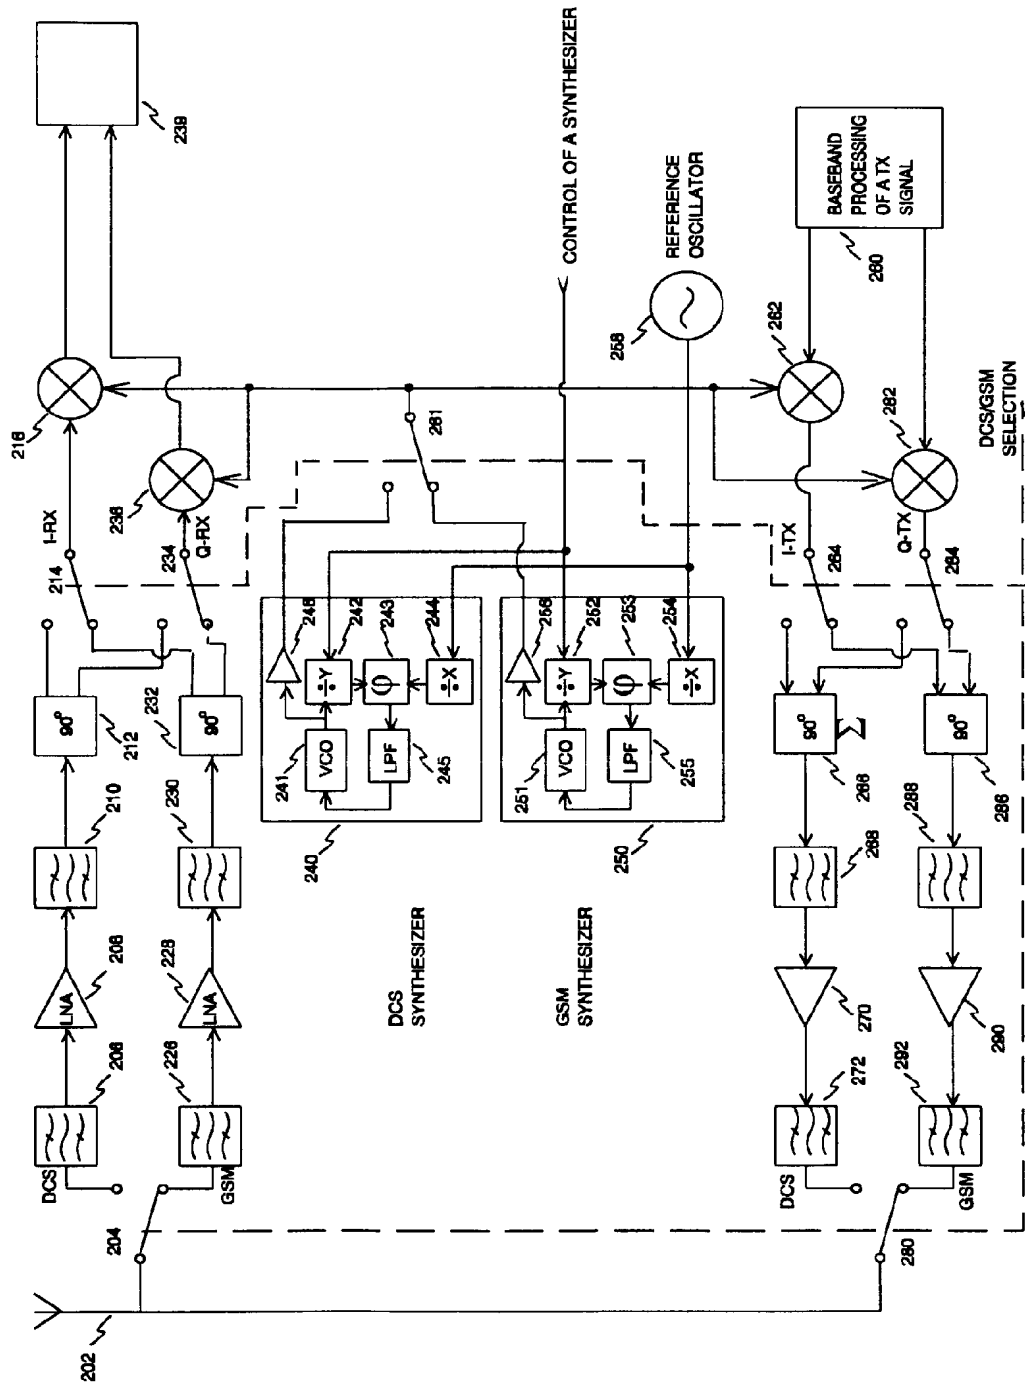 239
216
I-RX
214
236
Q-RX
234
90°
212
232
90°
210
230
LNA
208
228
LNA
206
226
DCS
GSM
204
202
CONTROL OF A SYNTHESIZER
REFERENCE
OSCILLATOR
258
261
248
÷Y
242
243
244
÷X
241
VCO
LPF
245
240
DCS
SYNTHESIZER
256
÷Y
252
ϕ
253
254
÷X
251
VCO
LPF
255
250
GSM
SYNTHESIZER
BASEBAND
PROCESSING
OF A TX
SIGNAL
260
262
282
DCS/GSM
SELECTION
I-TX
264
Q-TX
284
90°
Σ
266
90°
286
268
288
270
290
272
292
DCS
GSM
280